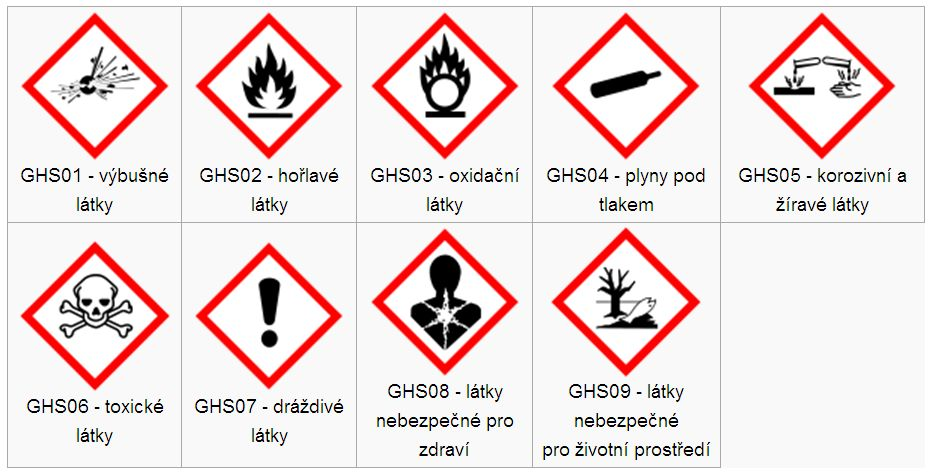 GHS01 - výbušné
látky
GHS02 - hořlavé
látky
GHS03 - oxidační
látky
GHS04 - plyny pod
tlakem
GHS05 - korozivní a
žíravé látky
GHS06 - toxické
látky
GHS07 - dráždivé
látky
GHS08 - látky
nebezpečné pro
zdraví
GHS09 - látky
nebezpečné
pro životní prostředí